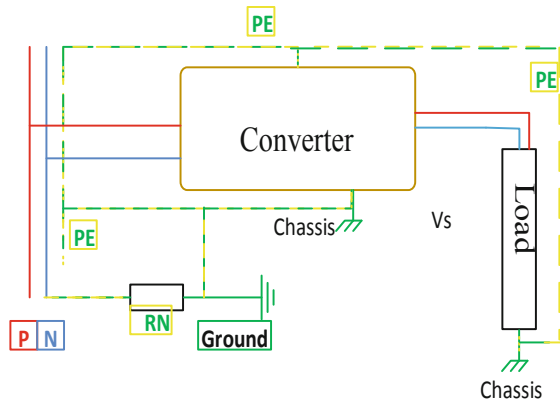 PE
PE
Converter
Load
Chassis
Vs
PE
RN
P N
Ground
Chassis